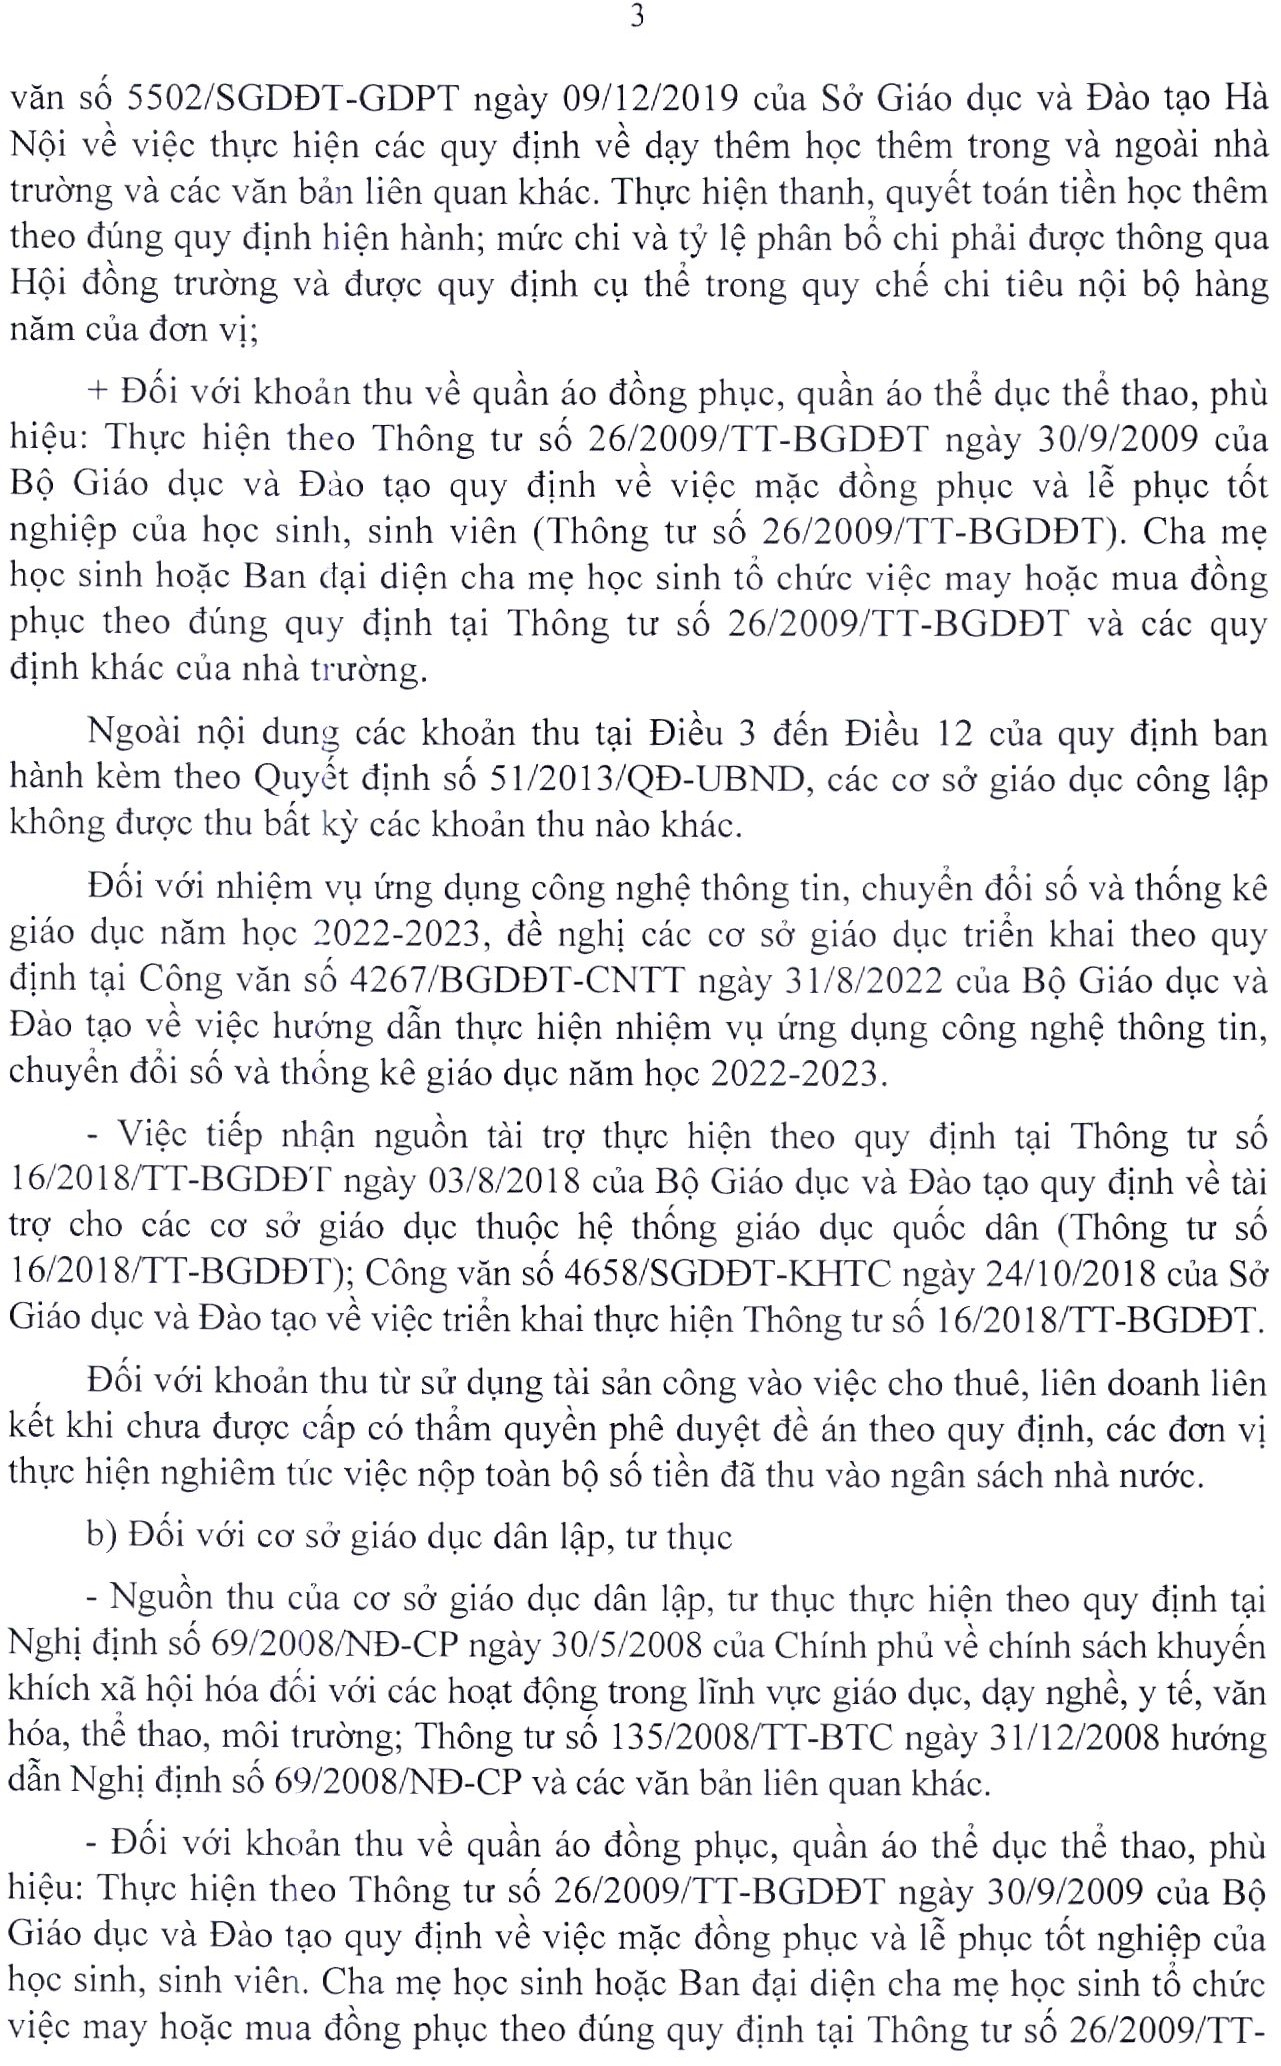 3
văn số 5502/SGDĐT-GDPT ngày 09/12/2019 của Sở Giáo dục và Đào tạo Hà
Nội về việc thực hiện các quy định về dạy thêm học thêm trong và ngoài nhà
trường và các văn bản liên quan khác. Thực hiện thanh, quyết toán tiền học thêm
theo đúng quy định hiện hành; mức chi và tỷ lệ phân bổ chi phải được thông qua
Hội đồng trường và được quy định cụ thể trong quy chế chi tiêu nội bộ hàng
năm của đơn vị;
+ Đối với khoản thu về quần áo đồng phục, quần áo thể dục thể thao, phù
hiệu: Thực hiện theo Thông tư số 26/2009/TT-BGDĐT ngày 30/9/2009 của
Bộ Giáo dục và Đào tạo quy định về việc mặc đồng phục và lễ phục tốt
nghiệp của học sinh, sinh viên (Thông tư số 26/2009/TT-BGDĐT). Cha mẹ
học sinh hoặc Ban đại diện cha mẹ học sinh tổ chức việc may hoặc mua đồng
phục theo đúng quy định tại Thông tư số 26/2009/TT-BGDĐT và các quy
định khác của nhà trường.
Ngoài nội dung các khoản thu tại Điều 3 đến Điều 12 của quy định ban
hành kèm theo Quyết định số 51/2013/QĐ-UBND, các cơ sở giáo dục công lập
không được thu bất kỳ các khoản thu nào khác.
Đối với nhiệm vụ ứng dụng công nghệ thông tin, chuyển đổi số và thống kê
giáo dục năm học 2022-2023, đề nghị các cơ sở giáo dục triển khai theo quy
định tại Công văn số 4267/BGDĐT-CNTT ngày 31/8/2022 của Bộ Giáo dục và
Đào tạo về việc hướng dẫn thực hiện nhiệm vụ ứng dụng công nghệ thông tin,
chuyển đổi số và thống kê giáo dục năm học 2022-2023.
- Việc tiếp nhận nguồn tài trợ thực hiện theo quy định tại Thông tư số
16/2018/TT-BGDĐT ngày 03/8/2018 của Bộ Giáo dục và Đào tạo quy định về tài
trợ cho các cơ sở giáo dục thuộc hệ thống giáo dục quốc dân (Thông tư số
16/2018/TT-BGDĐT); Công văn số 4658/SGDĐT-KHTC ngày 24/10/2018 của Sở
Giáo dục và Đào tạo về việc triển khai thực hiện Thông tư số 16/2018/TT-BGDĐT.
Đối với khoản thu từ sử dụng tài sản công vào việc cho thuê, liên doanh liên
kết khi chưa được cấp có thẩm quyền phê duyệt đề án theo quy định, các đơn vị
thực hiện nghiêm túc việc nộp toàn bộ số tiền đã thu vào ngân sách nhà nước.
b) Đối với cơ sở giáo dục dân lập, tư thục
- Nguồn thu của cơ sở giáo dục dân lập, tư thục thực hiện theo quy định tại
Nghị định số 69/2008/NĐ-CP ngày 30/5/2008 của Chính phủ về chính sách khuyến
khích xã hội hóa đối với các hoạt động trong lĩnh vực giáo dục, dạy nghề, y tế, văn
hóa, thể thao, môi trường; Thông tư số 135/2008/TT-BTC ngày 31/12/2008 hướng
dẫn Nghị định số 69/2008/NĐ-CP và các văn bản liên quan khác.
- Đối với khoản thu về quần áo đồng phục, quần áo thể dục thể thao, phù
hiệu: Thực hiện theo Thông tư số 26/2009/TT-BGDĐT ngày 30/9/2009 của Bộ
Giáo dục và Đào tạo quy định về việc mặc đồng phục và lễ phục tốt nghiệp của
học sinh, sinh viên. Cha mẹ học sinh hoặc Ban đại diện cha mẹ học sinh tổ chức
việc may hoặc mua đồng phục theo đúng quy định tại Thông tư số 26/2009/TT-